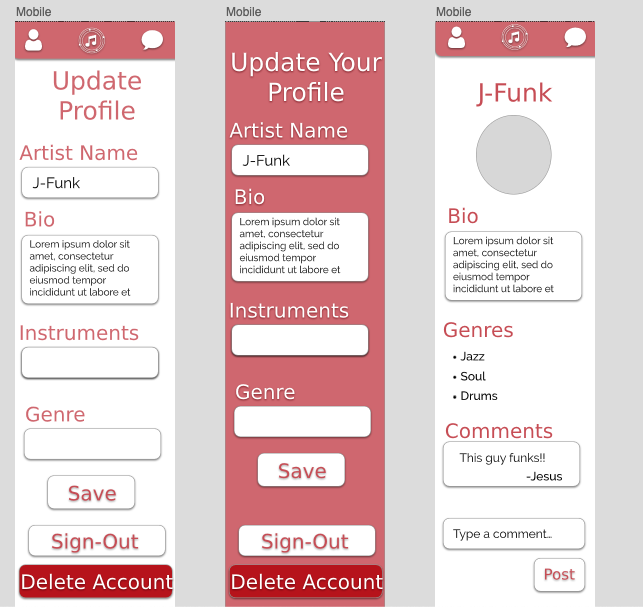 Mobile
Update
Profile
Artist Name
J-Funk
Bio
Lorem ipsum dolor sit
amet, consectetur
adipiscing elit, sed do
eiusmod tempor
incididunt ut labore et
Instruments
Genre
Save
Sign-Out
Delete Account
Mobile
Update Your
Profile
Artist Name
J-Funk
Bio
Lorem ipsum dolor sit
amet, consectetur
adipiscing elit, sed do
eiusmod tempor
incididunt ut labore et
Instruments
Genre
Save
Sign-Out
Delete Account
Mobile
J-Funk
Bio
Lorem ipsum dolor sit
amet, consectetur
adipiscing elit, sed do
eiusmod tempor
incididunt ut labore et
Genres
• Jazz
• Soul
• Drums
Comments
This guy funks!!
-Jesus
Type a comment...
Post